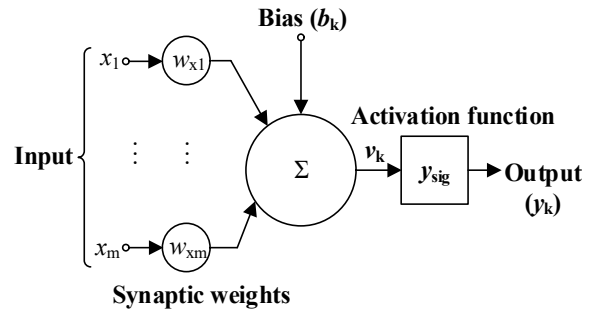 Bias (bk)
x1
wx1
Activation function
Input
⋮ ⋮
Σ
vk
ysig
Output
(yk)
xm
wxm
Synaptic weights